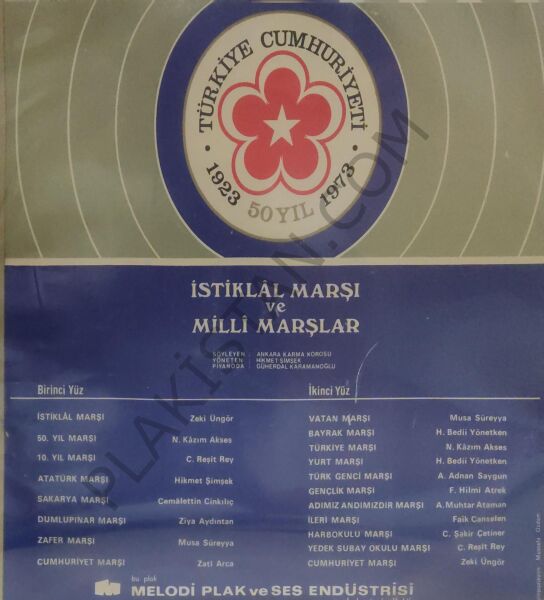 TÜRKİYE CUMHURİYETİ
1923 50 YIL 1973
İSTİKLÂL MARŞI
ve
MİLLÎ MARŞLAR
SÖYLEYEN : ANKARA KARMA KOROSU
YÖNETEN : HİKMET ŞİMŞEK
PİYANODA : GÜHERDAL KARAMANOĞLU
Birinci Yüz
İSTİKLÂL MARŞI Zeki Üngör
50. YIL MARŞI N. Kâzım Akses
10. YIL MARŞI C. Reşit Rey
ATATÜRK MARŞI Hikmet Şimşek
SAKARYA MARŞI Cemâlettin Cinkılıç
DUMLUPINAR MARŞI Ziya Aydıntan
ZAFER MARŞI Musa Süreyya
CUMHURİYET MARŞI Zati Arca
İkinci Yüz
VATAN MARŞI Musa Süreyya
BAYRAK MARŞI H. Bedii Yönetken
TÜRKİYE MARŞI N. Kâzım Akses
YURT MARŞI H. Bedii Yönetken
TÜRK GENCİ MARŞI A. Adnan Saygun
GENÇLİK MARŞI F. Hilmi Atrek
ADIMIZ ANDIMIZDIR MARŞI A. Muhtar Ataman
İLERİ MARŞI Faik Canselen
HARBOKULU MARŞI C. Şakir Çetiner
YEDEK SUBAY OKULU MARŞI C. Reşit Rey
CUMHURİYET MARŞI Zeki Üngör
bu plak
MELODİ PLAK ve SES ENDÜSTRİSİ
PLAKİSTAN.COM